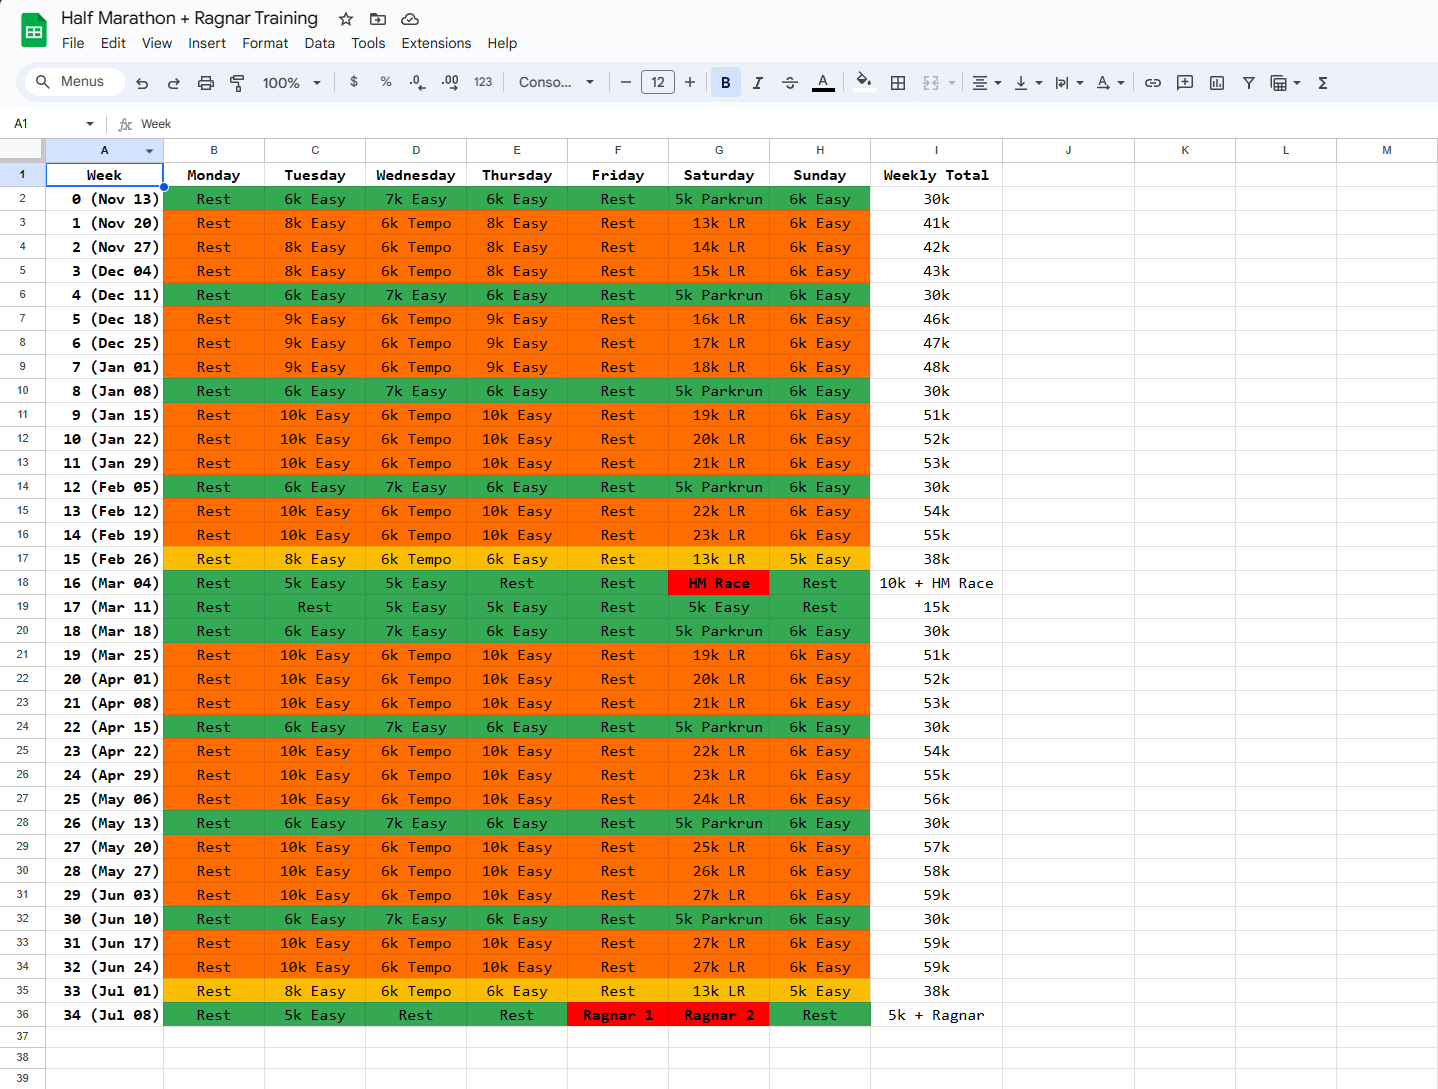 Half Marathon + Ragnar Training
File Edit View Insert Format Data Tools Extensions Help
Menus 100% $ % .0 .00 123 Conso... − 12 + B I A Σ
A1 fx Week
A B C D E F G H I J K L M
1 Week Monday Tuesday Wednesday Thursday Friday Saturday Sunday Weekly Total
2 0 (Nov 13) Rest 6k Easy 7k Easy 6k Easy Rest 5k Parkrun 6k Easy 30k
3 1 (Nov 20) Rest 8k Easy 6k Tempo 8k Easy Rest 13k LR 6k Easy 41k
4 2 (Nov 27) Rest 8k Easy 6k Tempo 8k Easy Rest 14k LR 6k Easy 42k
5 3 (Dec 04) Rest 8k Easy 6k Tempo 8k Easy Rest 15k LR 6k Easy 43k
6 4 (Dec 11) Rest 6k Easy 7k Easy 6k Easy Rest 5k Parkrun 6k Easy 30k
7 5 (Dec 18) Rest 9k Easy 6k Tempo 9k Easy Rest 16k LR 6k Easy 46k
8 6 (Dec 25) Rest 9k Easy 6k Tempo 9k Easy Rest 17k LR 6k Easy 47k
9 7 (Jan 01) Rest 9k Easy 6k Tempo 9k Easy Rest 18k LR 6k Easy 48k
10 8 (Jan 08) Rest 6k Easy 7k Easy 6k Easy Rest 5k Parkrun 6k Easy 30k
11 9 (Jan 15) Rest 10k Easy 6k Tempo 10k Easy Rest 19k LR 6k Easy 51k
12 10 (Jan 22) Rest 10k Easy 6k Tempo 10k Easy Rest 20k LR 6k Easy 52k
13 11 (Jan 29) Rest 10k Easy 6k Tempo 10k Easy Rest 21k LR 6k Easy 53k
14 12 (Feb 05) Rest 6k Easy 7k Easy 6k Easy Rest 5k Parkrun 6k Easy 30k
15 13 (Feb 12) Rest 10k Easy 6k Tempo 10k Easy Rest 22k LR 6k Easy 54k
16 14 (Feb 19) Rest 10k Easy 6k Tempo 10k Easy Rest 23k LR 6k Easy 55k
17 15 (Feb 26) Rest 8k Easy 6k Tempo 6k Easy Rest 13k LR 5k Easy 38k
18 16 (Mar 04) Rest 5k Easy 5k Easy Rest Rest HM Race Rest 10k + HM Race
19 17 (Mar 11) Rest Rest 5k Easy 5k Easy Rest 5k Easy Rest 15k
20 18 (Mar 18) Rest 6k Easy 7k Easy 6k Easy Rest 5k Parkrun 6k Easy 30k
21 19 (Mar 25) Rest 10k Easy 6k Tempo 10k Easy Rest 19k LR 6k Easy 51k
22 20 (Apr 01) Rest 10k Easy 6k Tempo 10k Easy Rest 20k LR 6k Easy 52k
23 21 (Apr 08) Rest 10k Easy 6k Tempo 10k Easy Rest 21k LR 6k Easy 53k
24 22 (Apr 15) Rest 6k Easy 7k Easy 6k Easy Rest 5k Parkrun 6k Easy 30k
25 23 (Apr 22) Rest 10k Easy 6k Tempo 10k Easy Rest 22k LR 6k Easy 54k
26 24 (Apr 29) Rest 10k Easy 6k Tempo 10k Easy Rest 23k LR 6k Easy 55k
27 25 (May 06) Rest 10k Easy 6k Tempo 10k Easy Rest 24k LR 6k Easy 56k
28 26 (May 13) Rest 6k Easy 7k Easy 6k Easy Rest 5k Parkrun 6k Easy 30k
29 27 (May 20) Rest 10k Easy 6k Tempo 10k Easy Rest 25k LR 6k Easy 57k
30 28 (May 27) Rest 10k Easy 6k Tempo 10k Easy Rest 26k LR 6k Easy 58k
31 29 (Jun 03) Rest 10k Easy 6k Tempo 10k Easy Rest 27k LR 6k Easy 59k
32 30 (Jun 10) Rest 6k Easy 7k Easy 6k Easy Rest 5k Parkrun 6k Easy 30k
33 31 (Jun 17) Rest 10k Easy 6k Tempo 10k Easy Rest 27k LR 6k Easy 59k
34 32 (Jun 24) Rest 10k Easy 6k Tempo 10k Easy Rest 27k LR 6k Easy 59k
35 33 (Jul 01) Rest 8k Easy 6k Tempo 6k Easy Rest 13k LR 5k Easy 38k
36 34 (Jul 08) Rest 5k Easy Rest Rest Ragnar 1 Ragnar 2 Rest 5k + Ragnar
37
38
39